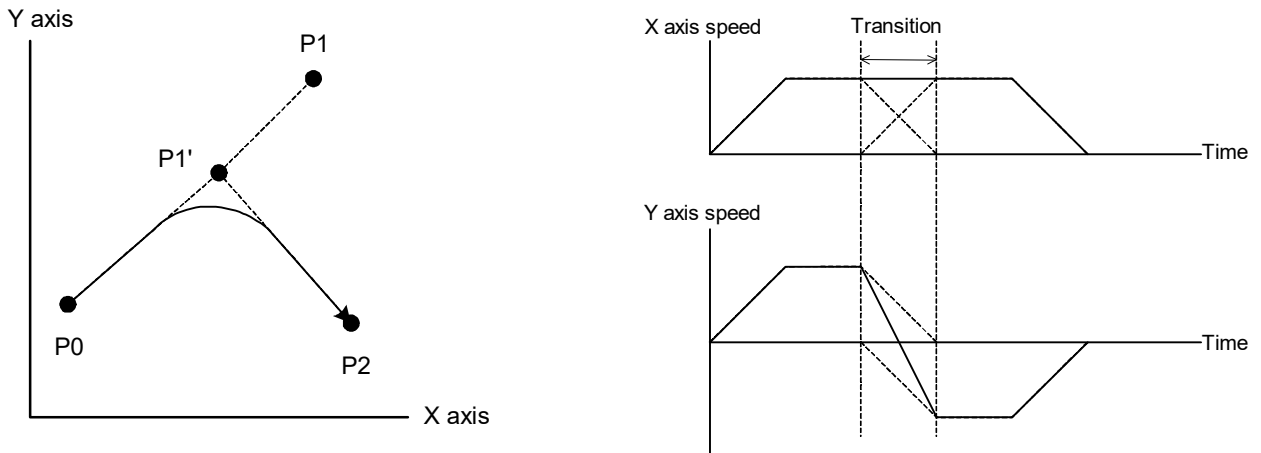 Y axis
P1
P1'
P0
P2
X axis
X axis speed
Transition
Time
Y axis speed
Time